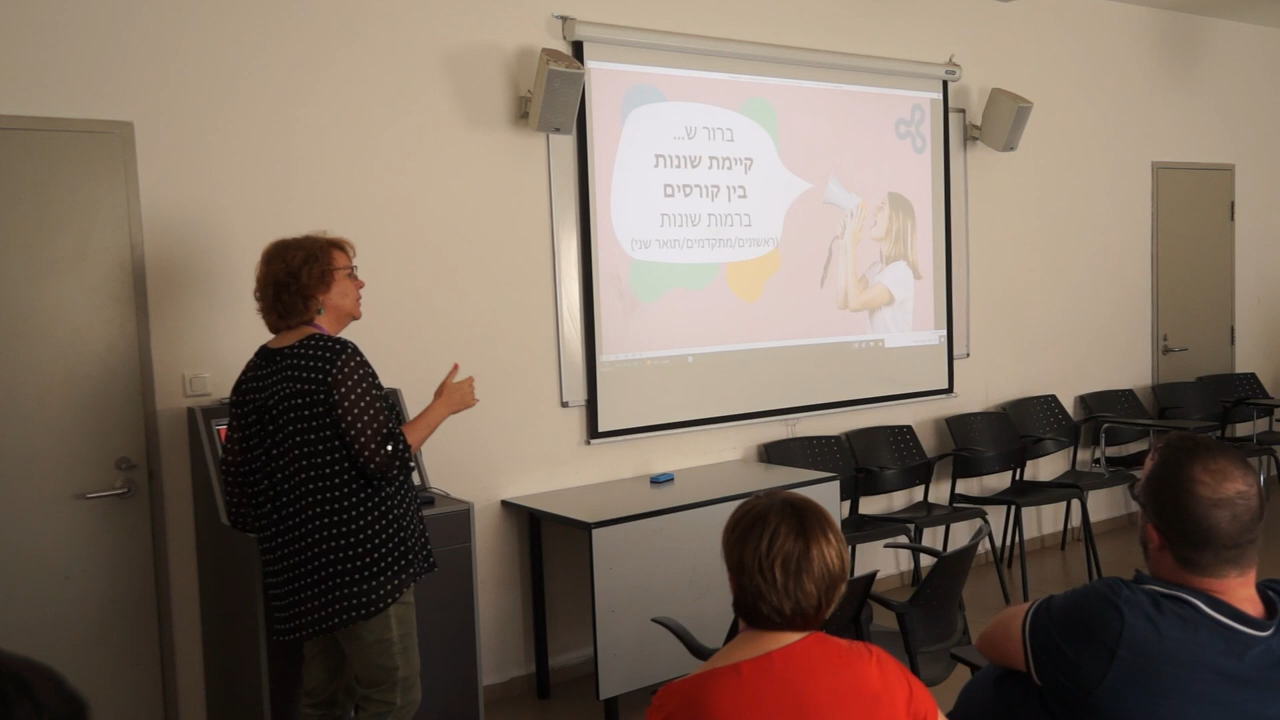 ברור ש...
קיימת שונות
בין קורסים
ברמות שונות
(ראשונים/מתקדמים/תואר שני)